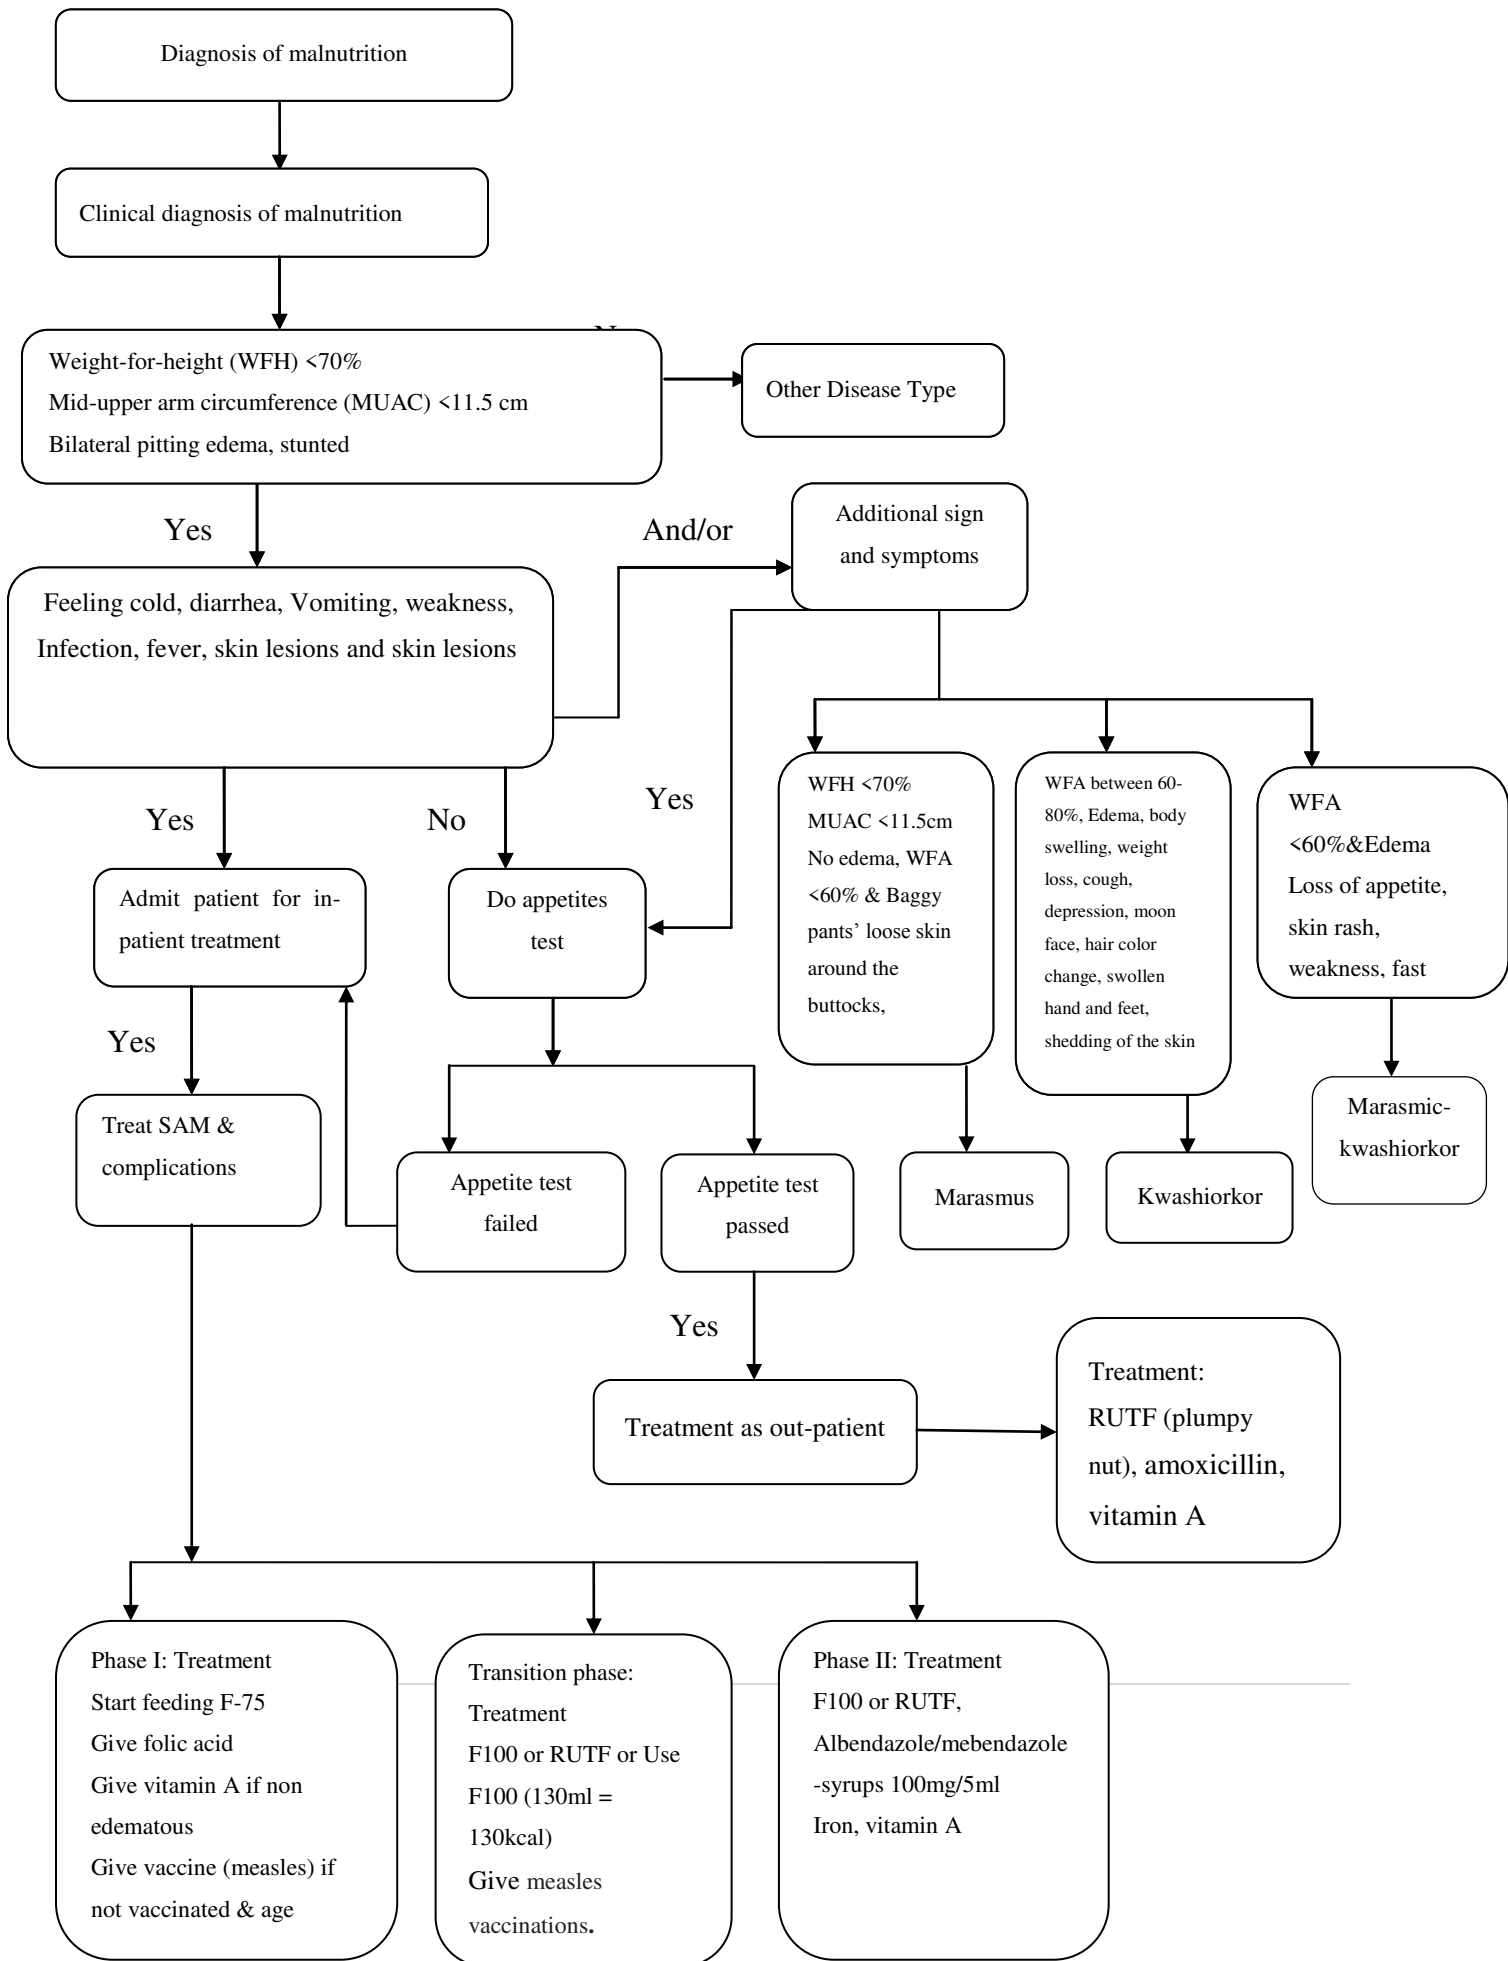 Diagnosis of malnutrition
Clinical diagnosis of malnutrition
Weight-for-height (WFH) <70%
Mid-upper arm circumference (MUAC) <11.5 cm
Bilateral pitting edema, stunted
Other Disease Type
Yes
And/or
Additional sign
and symptoms
Feeling cold, diarrhea, Vomiting, weakness,
Infection, fever, skin lesions and skin lesions
Yes
No
Yes
WFH <70%
MUAC <11.5cm
No edema, WFA
<60% & Baggy
pants’ loose skin
around the
buttocks,
WFA between 60-
80%, Edema, body
swelling, weight
loss, cough,
depression, moon
face, hair color
change, swollen
hand and feet,
shedding of the skin
WFA
<60%&Edema
Loss of appetite,
skin rash,
weakness, fast
Admit patient for in-
patient treatment
Do appetites
test
Yes
Treat SAM &
complications
Appetite test
failed
Appetite test
passed
Marasmus
Kwashiorkor
Marasmic-
kwashiorkor
Yes
Treatment as out-patient
Treatment:
RUTF (plumpy
nut), amoxicillin,
vitamin A
Phase I: Treatment
Start feeding F-75
Give folic acid
Give vitamin A if non
edematous
Give vaccine (measles) if
not vaccinated & age
Transition phase:
Treatment
F100 or RUTF or Use
F100 (130ml =
130kcal)
Give measles
vaccinations.
Phase II: Treatment
F100 or RUTF,
Albendazole/mebendazole
-syrups 100mg/5ml
Iron, vitamin A